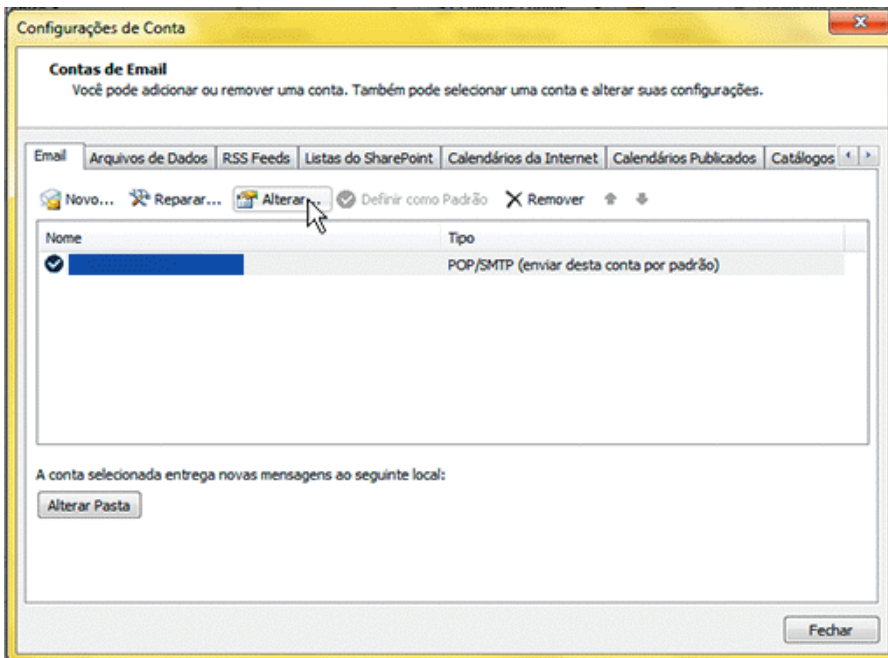 Configurações de Conta
Contas de Email
Você pode adicionar ou remover uma conta. Também pode selecionar uma conta e alterar suas configurações.
Email Arquivos de Dados RSS Feeds Listas do SharePoint Calendários da Internet Calendários Publicados Catálogos
Novo... Reparar... Alterar... Definir como Padrão Remover
Nome Tipo
POP/SMTP (enviar desta conta por padrão)
A conta selecionada entrega novas mensagens ao seguinte local:
Alterar Pasta
Fechar